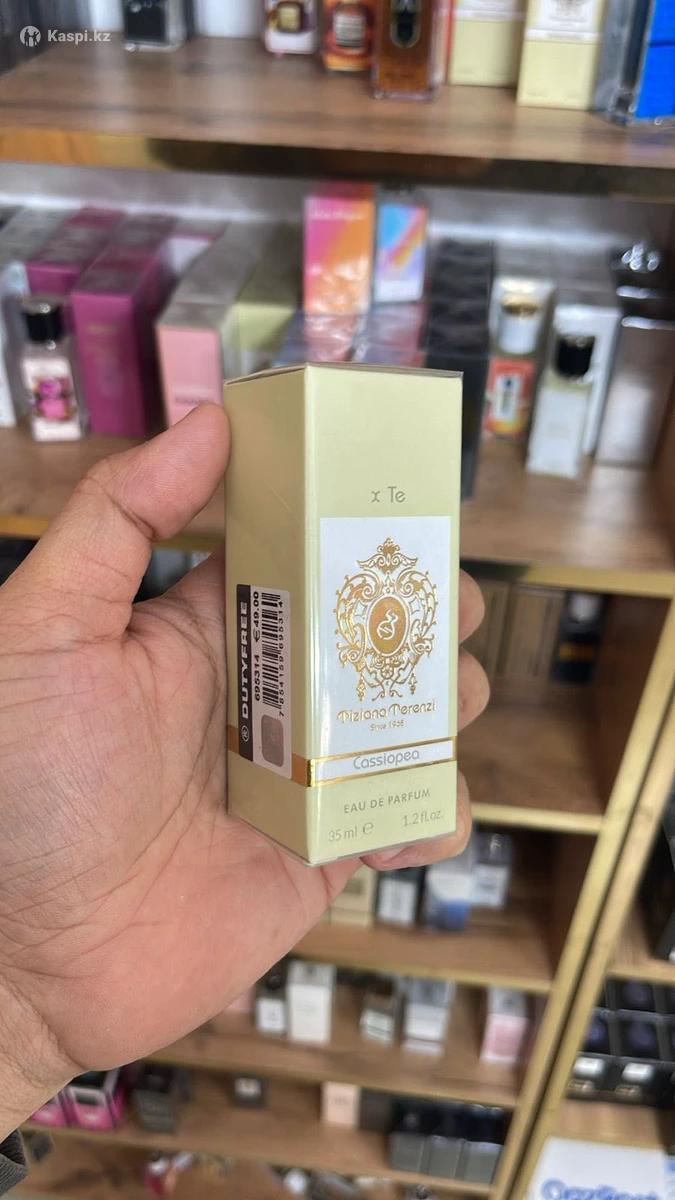 Kaspi.kz
x Te
Tiziana Terenzi
Since 1968
Cassiopea
EAU DE PARFUM
35 ml e 1.2 fl.oz.
® DUTYFREE
695314 €49.00
7854159695314